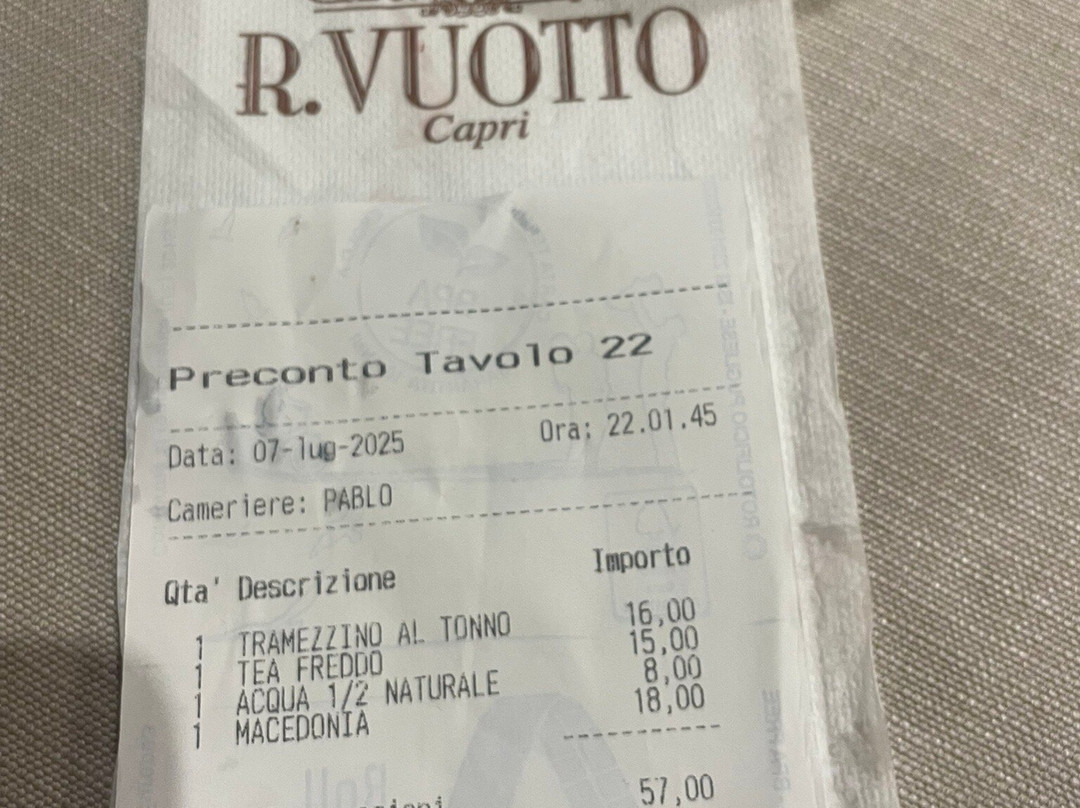 R. VUOTTO
Capri
Preconto Tavolo 22
Data: 07-lug-2025 Ora: 22.01.45
Cameriere: PABLO
Qta' Descrizione Importo
1 TRAMEZZINO AL TONNO 16,00
1 TEA FREDDO 15,00
1 ACQUA 1/2 NATURALE 8,00
1 MACEDONIA 18,00
57,00